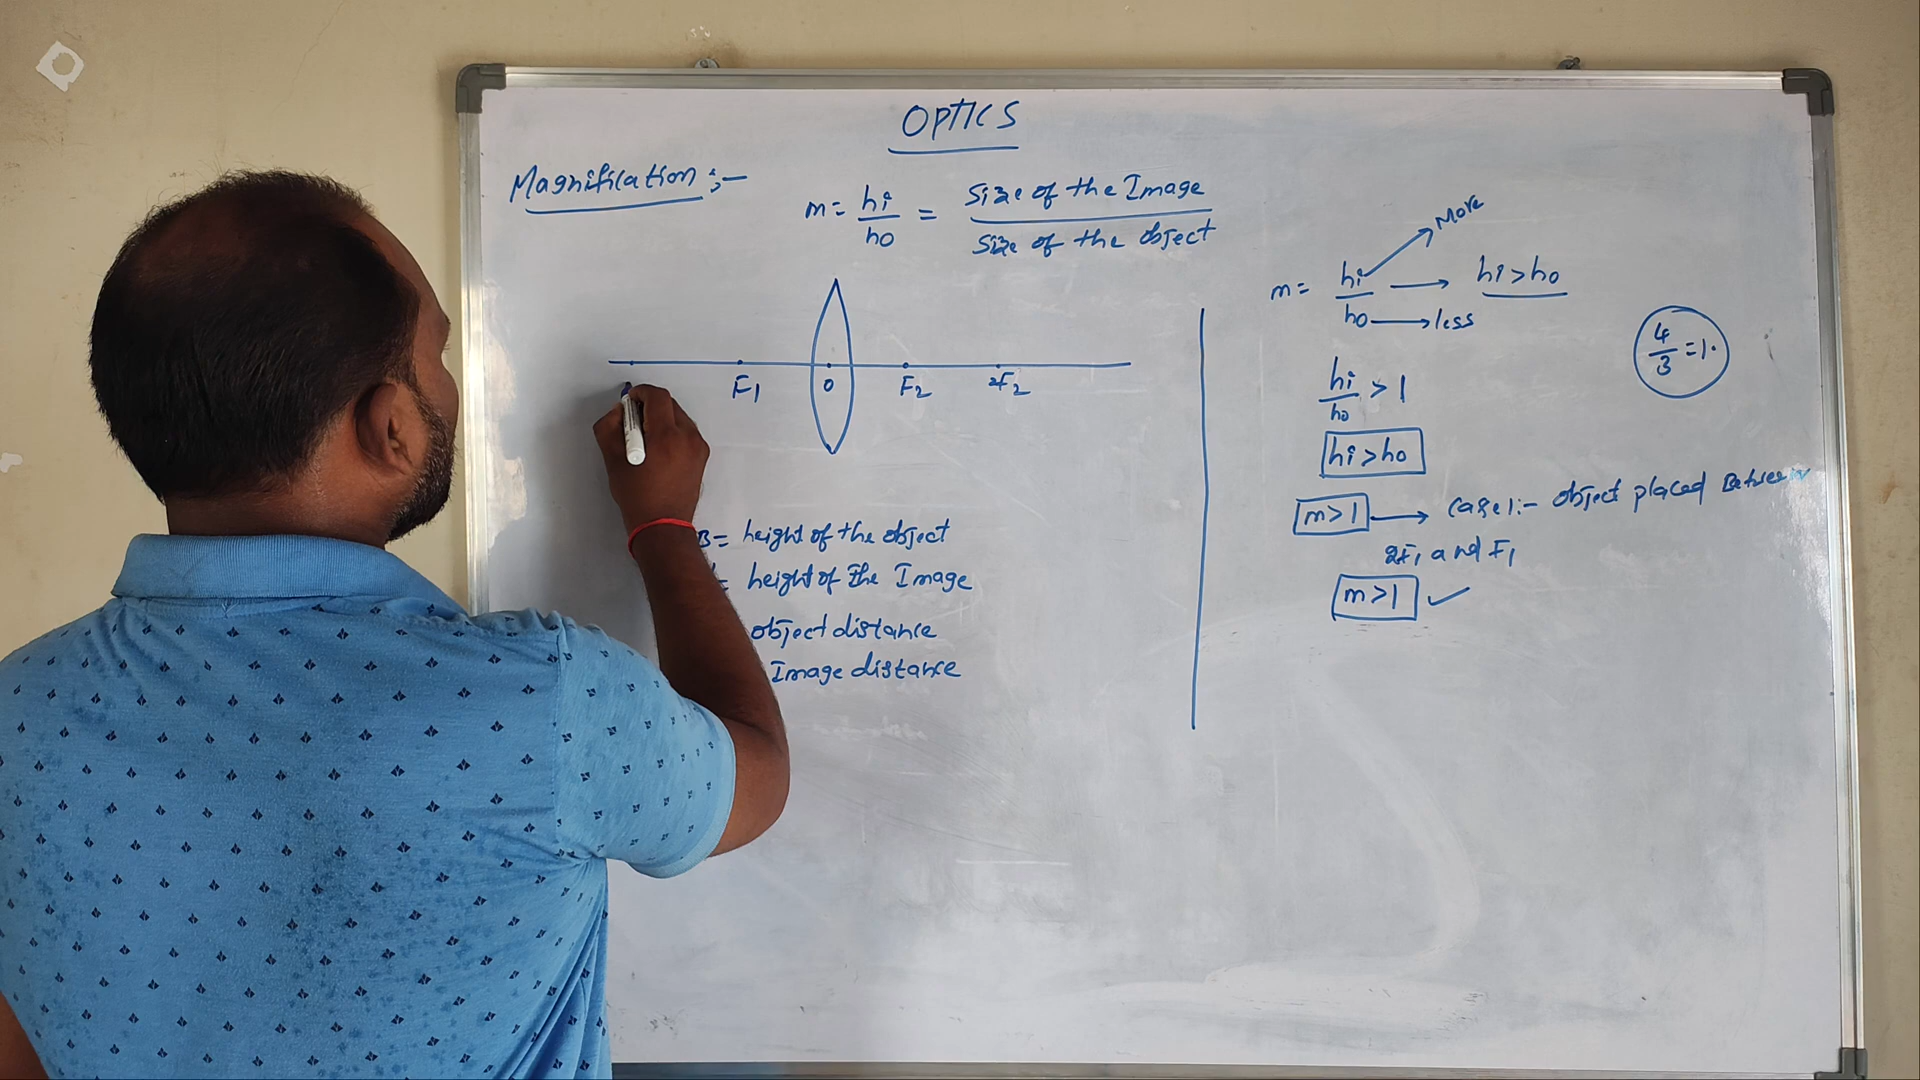 OPTICS
Magnification :-
m = hi/ho = Size of the Image / Size of the object
F1 O F2 2F2
B = height of the object
= height of the Image
object distance
Image distance
More
m = hi/ho → hi > ho
less
4/3 = 1.
hi/ho > 1
hi > ho
m > 1 → Case 1 :- object placed Between
2F1 and F1
m > 1 ✓